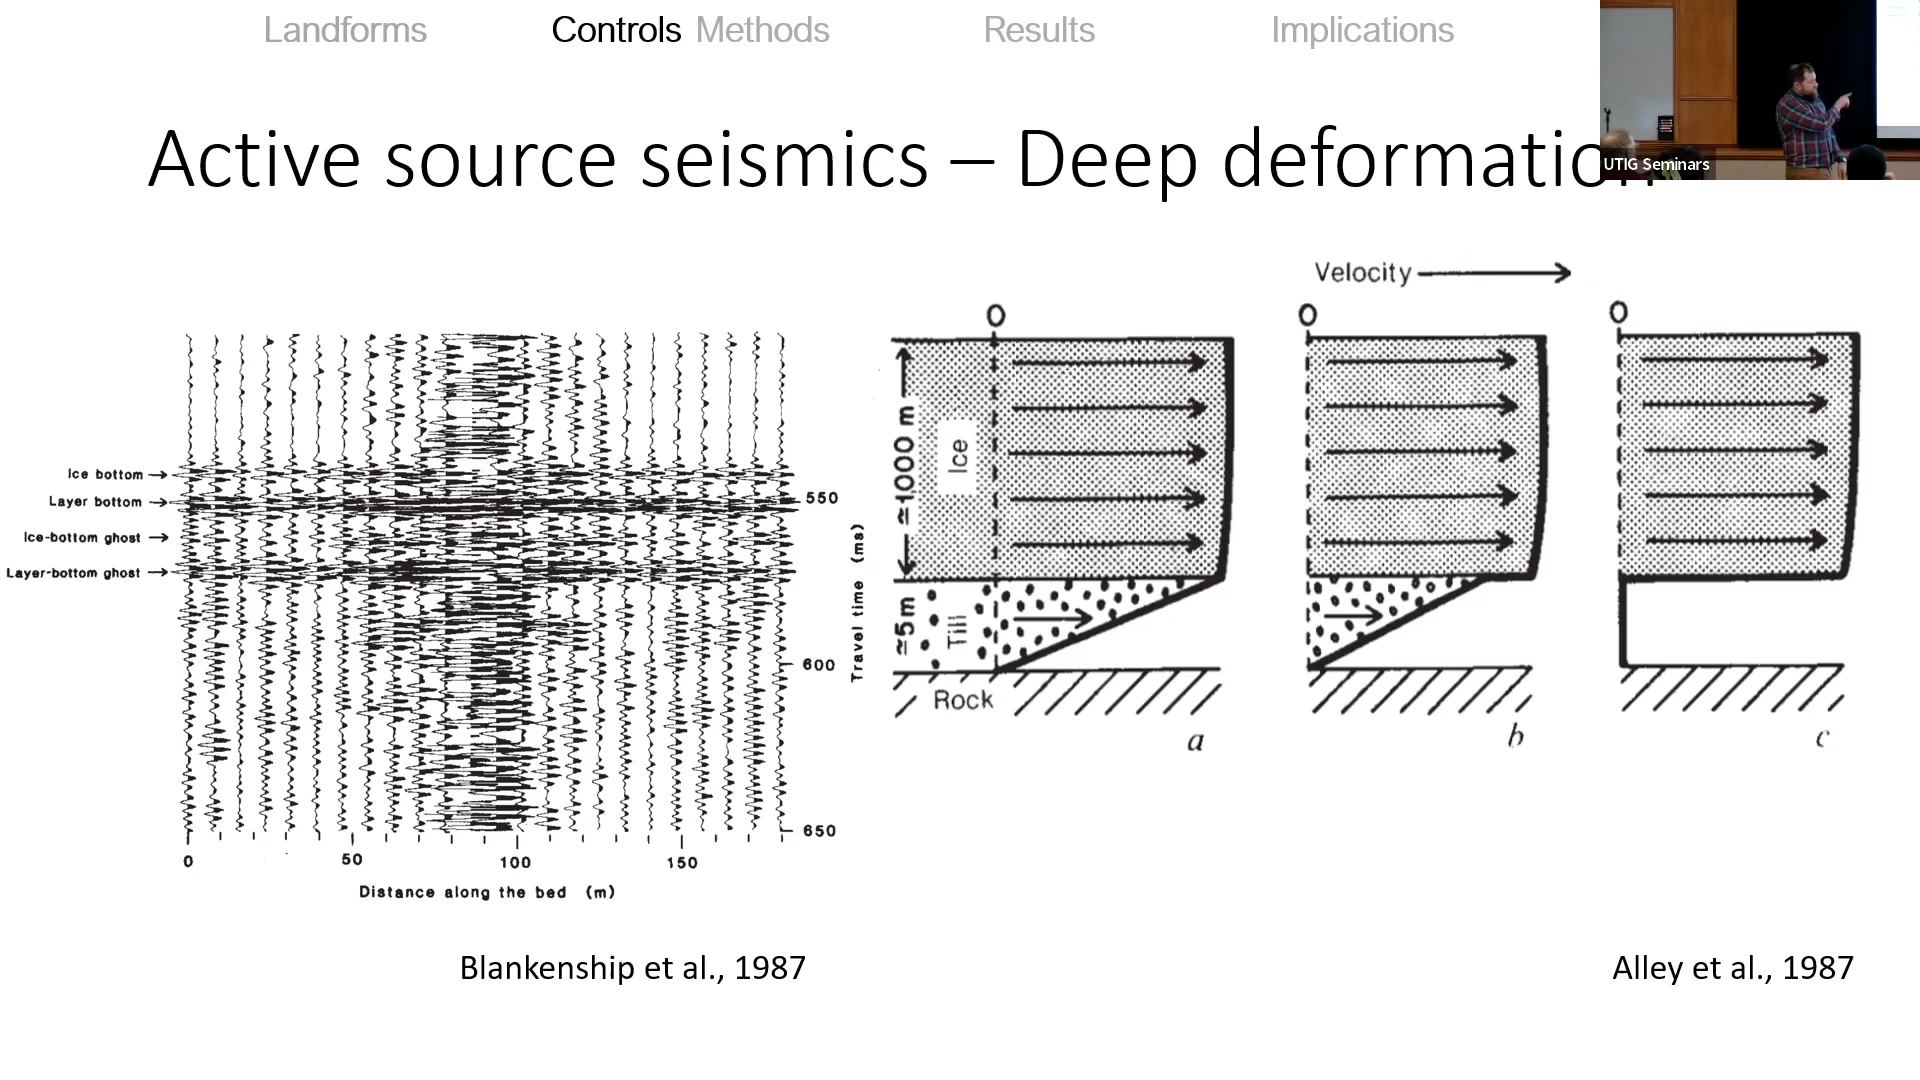 Landforms Controls Methods Results Implications
Active source seismics – Deep deformation
UTIG Seminars
Velocity
0 0 0
Ice bottom
Layer bottom
Ice-bottom ghost
Layer-bottom ghost
550
600
650
Travel time (ms)
0 50 100 150
Distance along the bed (m)
≃1000 m
Ice
≃5m
Till
Rock
a b c
Blankenship et al., 1987
Alley et al., 1987